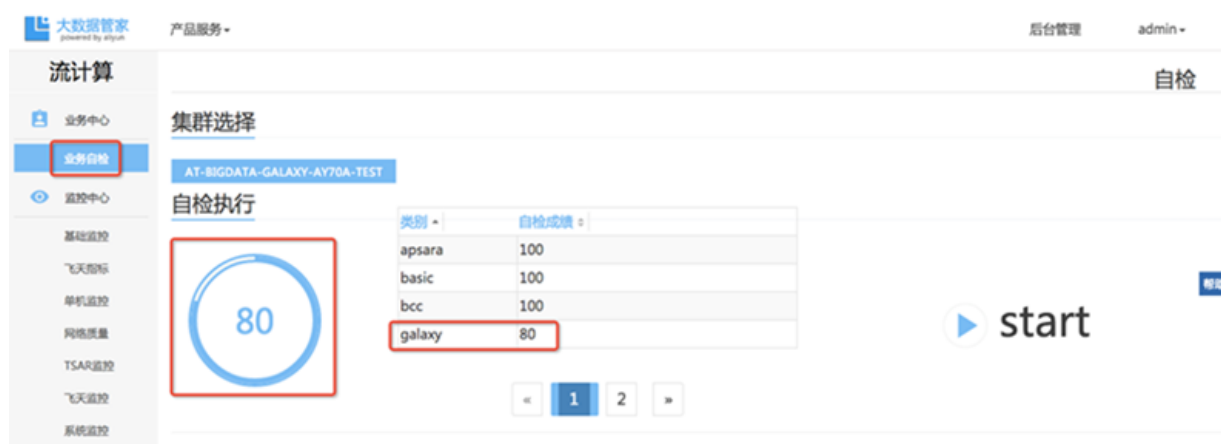 大数据管家
powered by aliyun
产品服务
后台管理
admin
流计算
自检
业务中心
业务自检
监控中心
基础监控
飞天指标
单机监控
网络质量
TSAR监控
飞天监控
系统监控
集群选择
AT-BIGDATA-GALAXY-AY70A-TEST
自检执行
80
类别 自检成绩
apsara 100
basic 100
bcc 100
galaxy 80
« 1 2 »
start